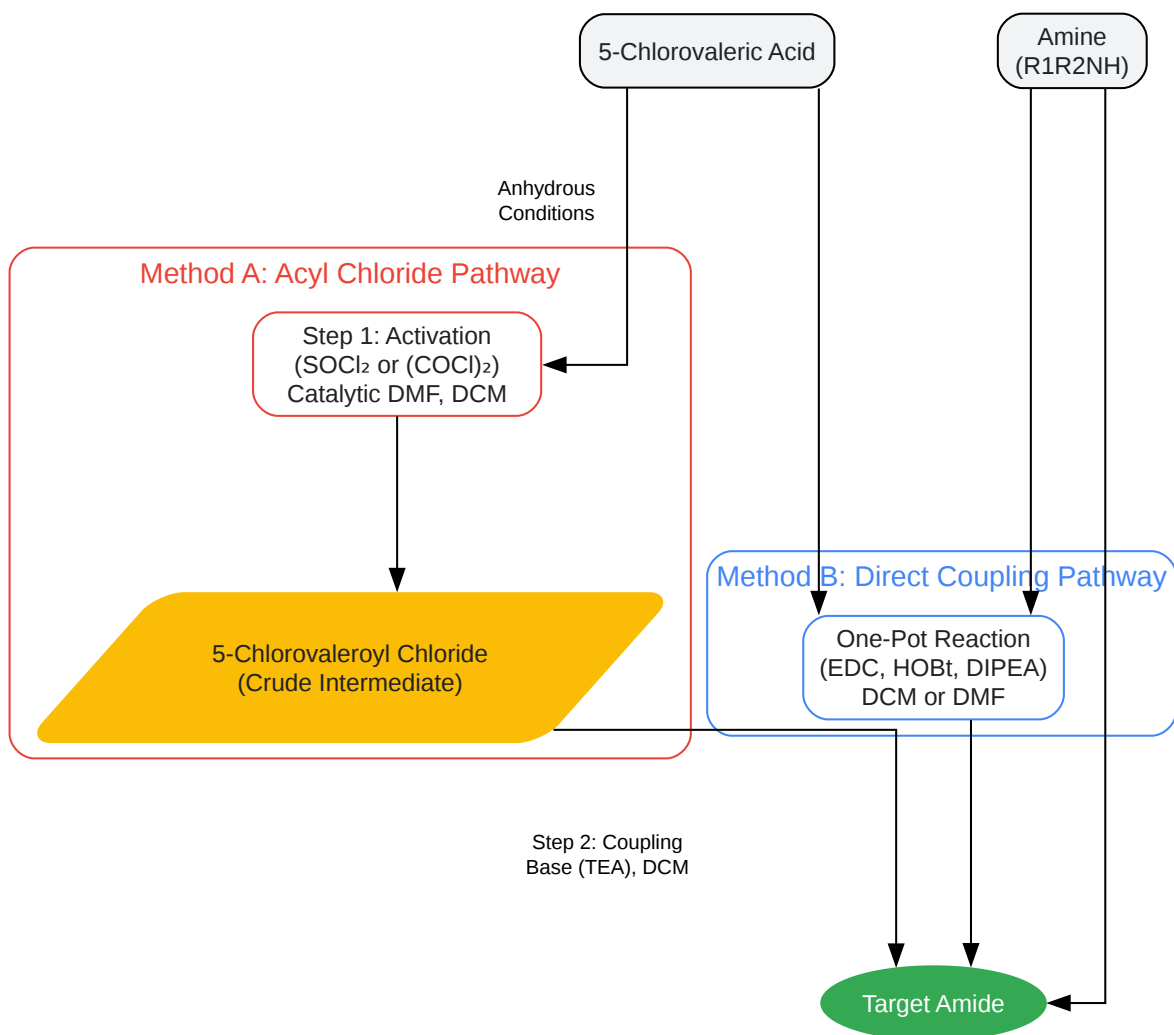 5-Chlorovaleric Acid
Amine
(R1R2NH)
Anhydrous
Conditions
Method A: Acyl Chloride Pathway
Step 1: Activation
(SOCl₂ or (COCl)₂)
Catalytic DMF, DCM
Method B: Direct Coupling Pathway
5-Chlorovaleroyl Chloride
(Crude Intermediate)
One-Pot Reaction
(EDC, HOBt, DIPEA)
DCM or DMF
Step 2: Coupling
Base (TEA), DCM
Target Amide